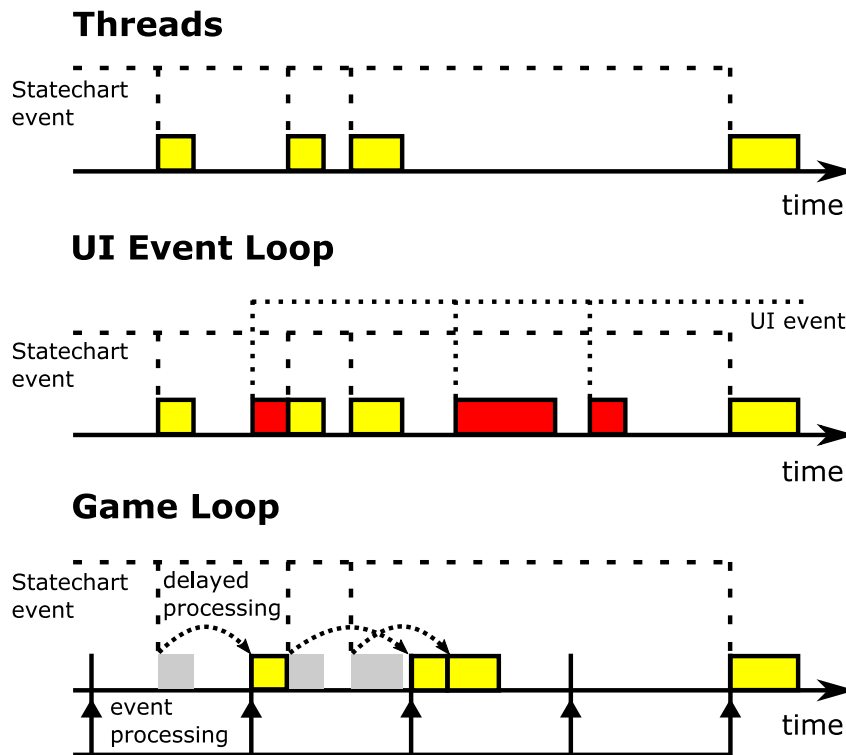 Threads
Statechart
event
time
UI Event Loop
UI event
Statechart
event
time
Game Loop
Statechart
event
delayed
processing
event
processing
time